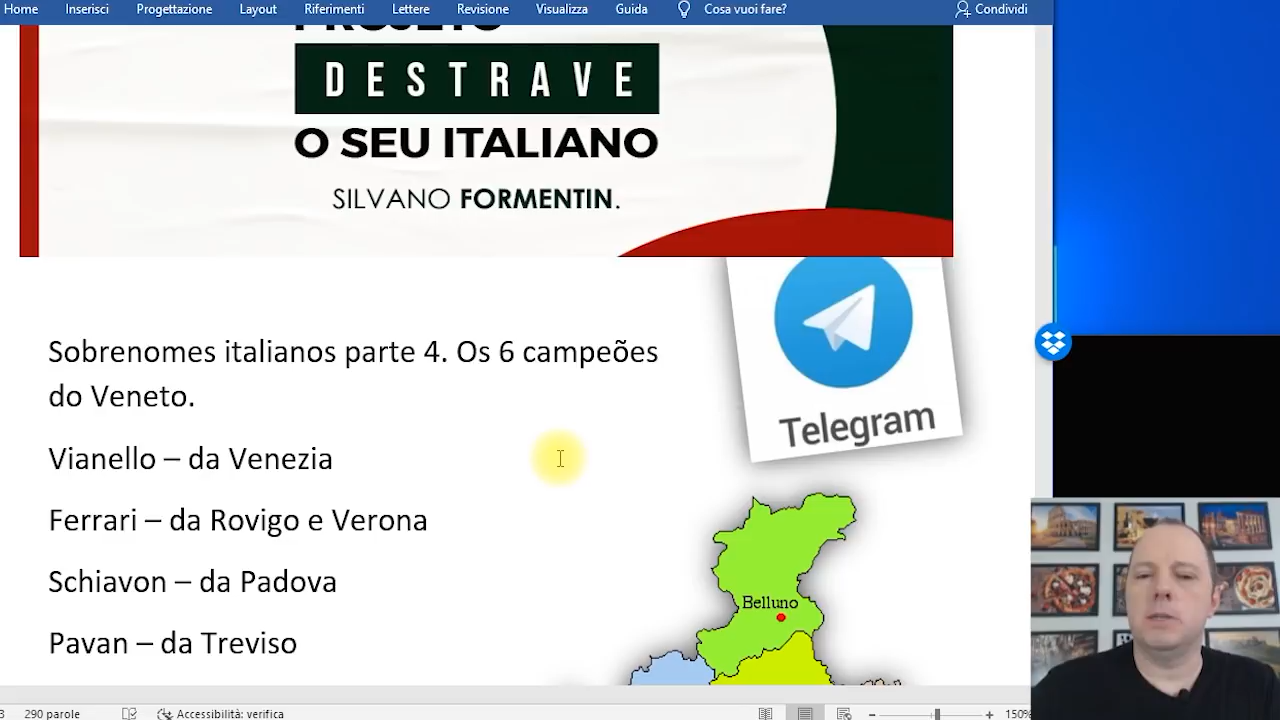 Home Inserisci Progettazione Layout Riferimenti Lettere Revisione Visualizza Guida Cosa vuoi fare? Condividi
PROJETO
DESTRAVE
O SEU ITALIANO
SILVANO FORMENTIN.
Telegram
Sobrenomes italianos parte 4. Os 6 campeões
do Veneto.
Vianello – da Venezia
Ferrari – da Rovigo e Verona
Schiavon – da Padova
Pavan – da Treviso
Belluno
3 290 parole Accessibilità: verifica 150%